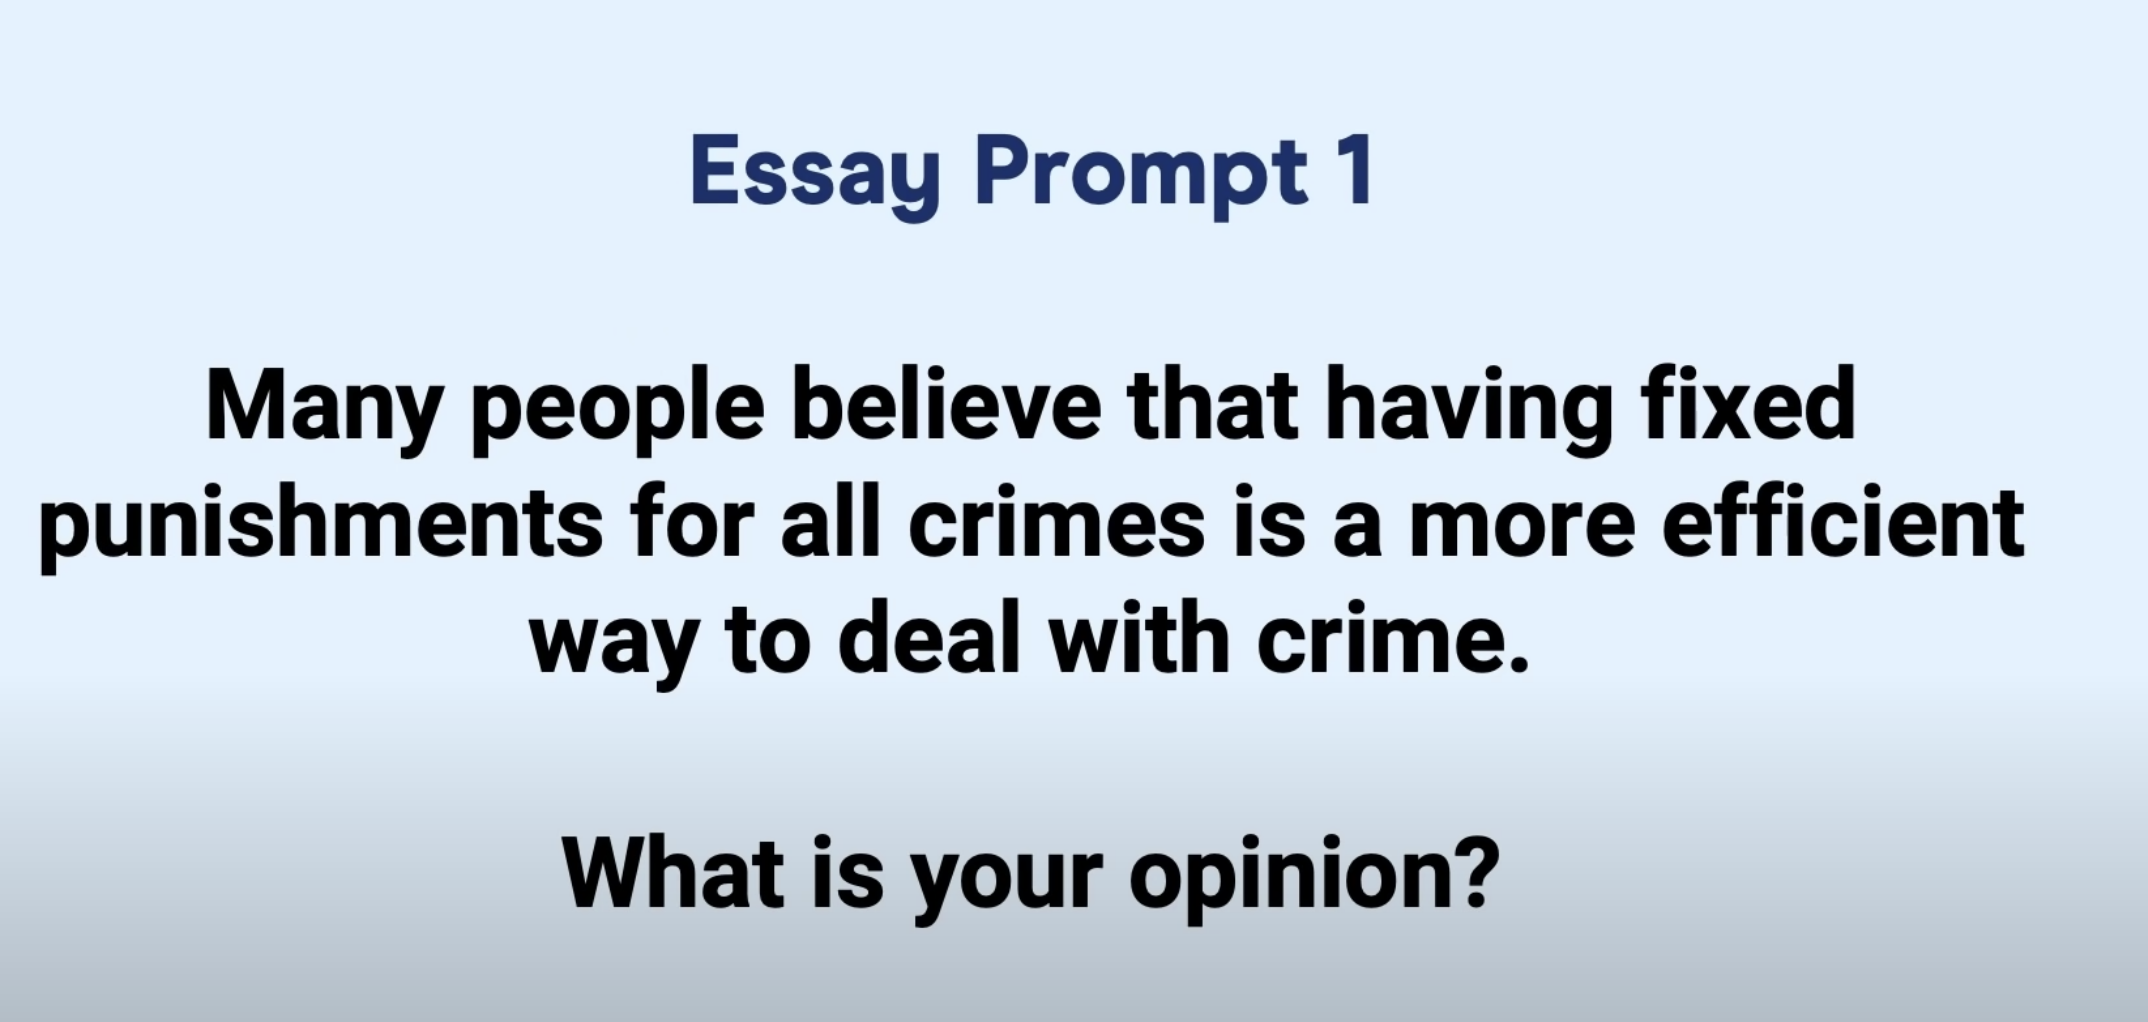 Essay Prompt 1
Many people believe that having fixed
punishments for all crimes is a more efficient
way to deal with crime.
What is your opinion?